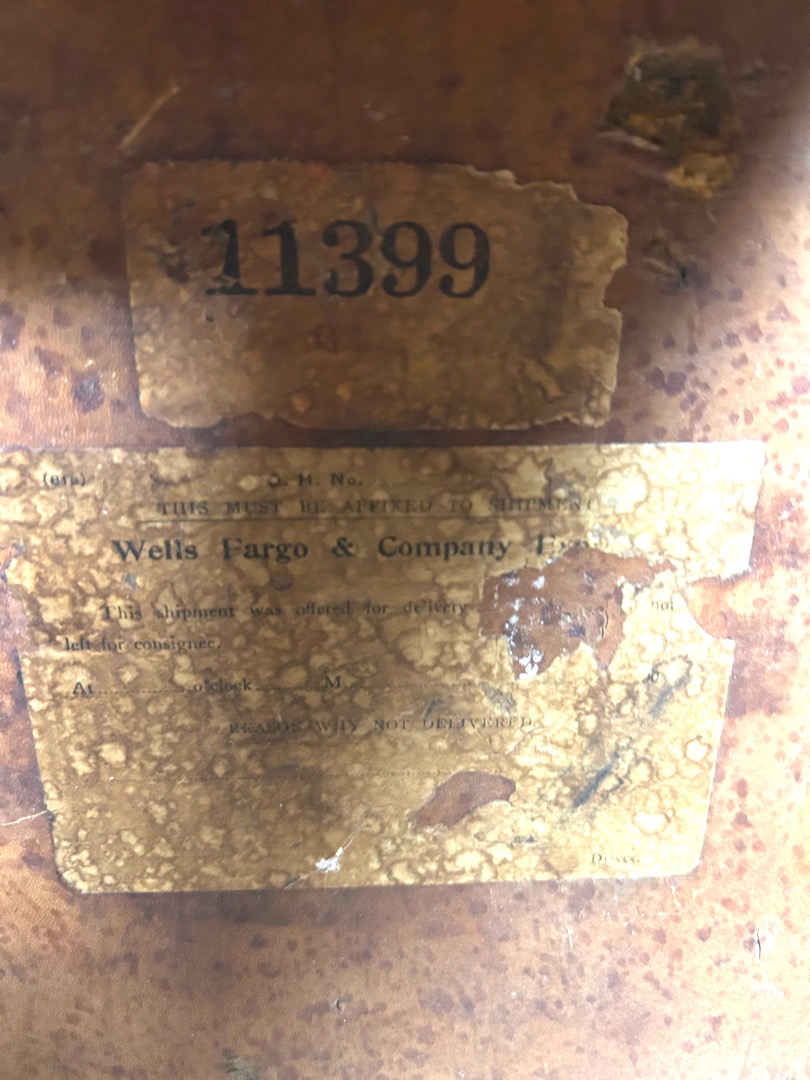 11399
O. H. No.
THIS MUST BE AFFIXED TO SHIPMENT
Wells Fargo & Company
This shipment was offered for delivery not
left for consignee.
At o'clock M
REASON WHY NOT DELIVERED